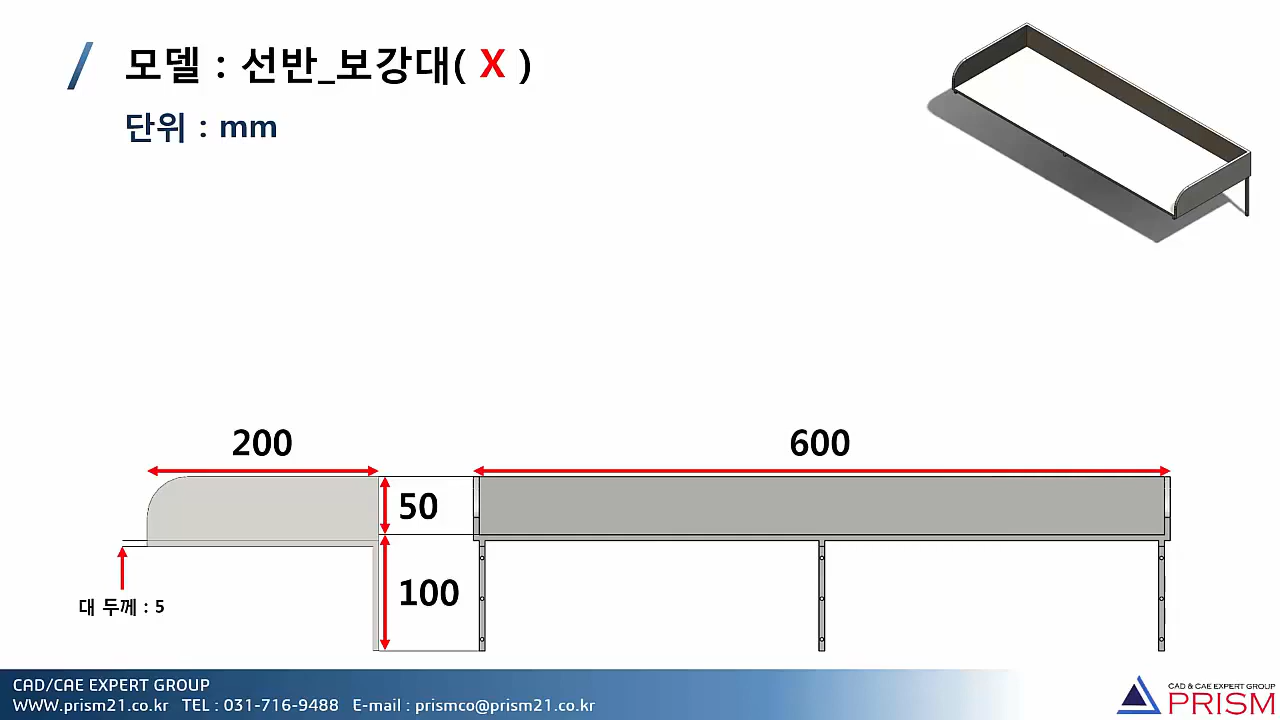 모델 : 선반_보강대( X )
단위 : mm
200
600
50
100
대 두께 : 5
CAD/CAE EXPERT GROUP
WWW.prism21.co.kr TEL : 031-716-9488 E-mail : prismco@prism21.co.kr
CAD & CAE EXPERT GROUP
PRISM